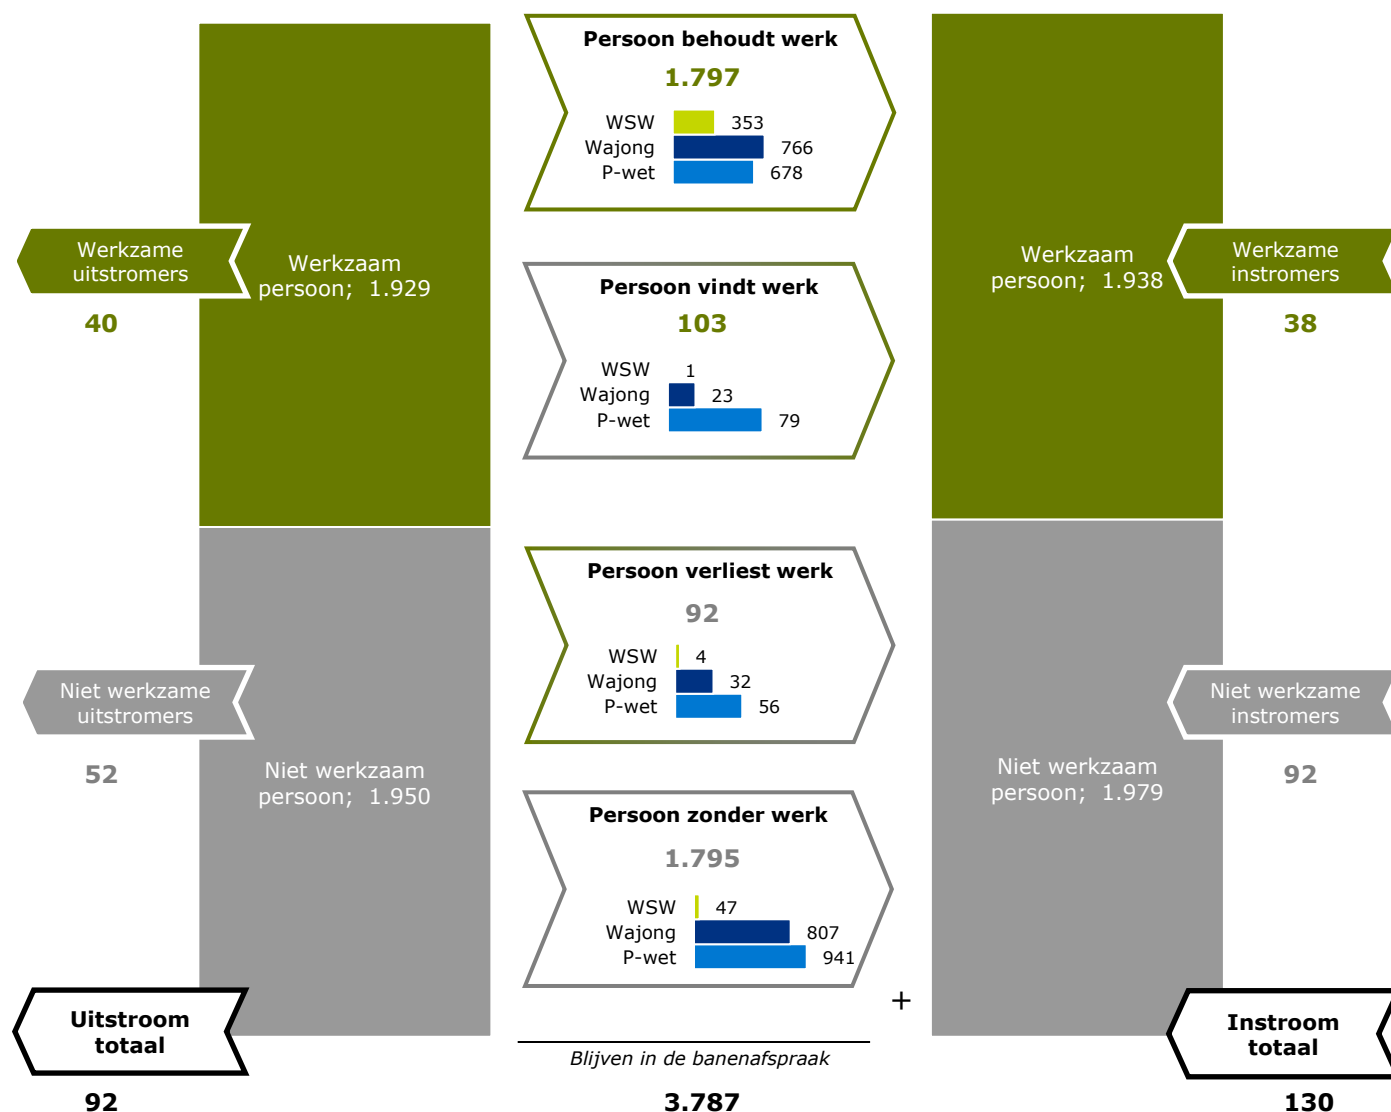 Werkzame
uitstromers
40
Werkzaam
persoon; 1.929
Niet werkzame
uitstromers
52
Niet werkzaam
persoon; 1.950
Uitstroom
totaal
92
Persoon behoudt werk
1.797
WSW 353
Wajong 766
P-wet 678
Persoon vindt werk
103
WSW 1
Wajong 23
P-wet 79
Persoon verliest werk
92
WSW 4
Wajong 32
P-wet 56
Persoon zonder werk
1.795
WSW 47
Wajong 807
P-wet 941
+
Blijven in de banenafspraak
3.787
Werkzaam
persoon; 1.938
Werkzame
instromers
38
Niet werkzaam
persoon; 1.979
Niet werkzame
instromers
92
Instroom
totaal
130